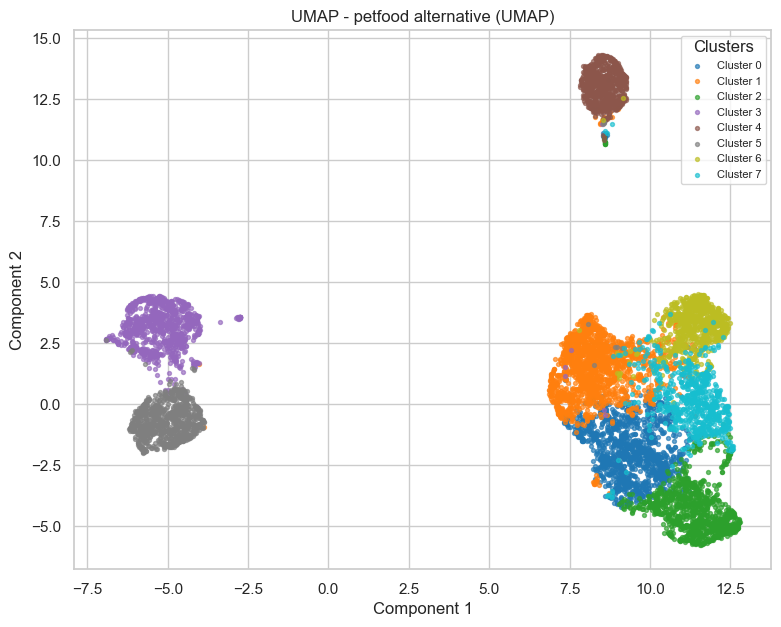 UMAP - petfood alternative (UMAP)
15.0
12.5
10.0
7.5
5.0
2.5
0.0
−2.5
−5.0
Component 2
Clusters
Cluster 0
Cluster 1
Cluster 2
Cluster 3
Cluster 4
Cluster 5
Cluster 6
Cluster 7
−7.5 −5.0 −2.5 0.0 2.5 5.0 7.5 10.0 12.5
Component 1